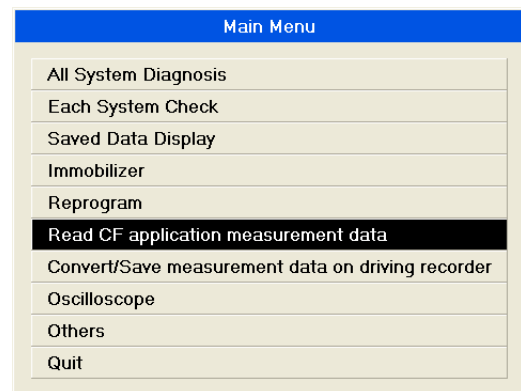 Main Menu
All System Diagnosis
Each System Check
Saved Data Display
Immobilizer
Reprogram
Read CF application measurement data
Convert/Save measurement data on driving recorder
Oscilloscope
Others
Quit